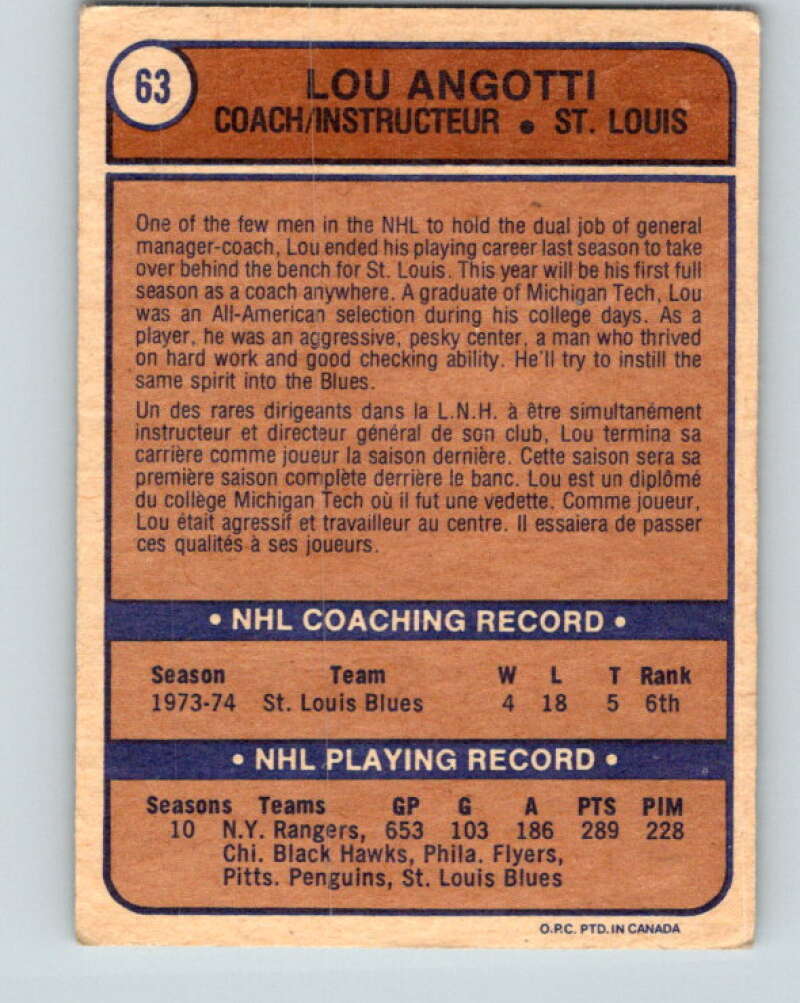 63
LOU ANGOTTI
COACH/INSTRUCTEUR • ST. LOUIS
One of the few men in the NHL to hold the dual job of general
manager-coach, Lou ended his playing career last season to take
over behind the bench for St. Louis. This year will be his first full
season as a coach anywhere. A graduate of Michigan Tech, Lou
was an All-American selection during his college days. As a
player, he was an aggressive, pesky center, a man who thrived
on hard work and good checking ability. He'll try to instill the
same spirit into the Blues.
Un des rares dirigeants dans la L.N.H. à être simultanément
instructeur et directeur général de son club, Lou termina sa
carrière comme joueur la saison dernière. Cette saison sera sa
première saison complète derrière le banc. Lou est un diplômé
du collège Michigan Tech où il fut une vedette. Comme joueur,
Lou était agressif et travailleur au centre. Il essaiera de passer
ces qualités à ses joueurs.
• NHL COACHING RECORD •
Season Team W L T Rank
1973-74 St. Louis Blues 4 18 5 6th
• NHL PLAYING RECORD •
Seasons Teams GP G A PTS PIM
10 N.Y. Rangers, 653 103 186 289 228
Chi. Black Hawks, Phila. Flyers,
Pitts. Penguins, St. Louis Blues
O.P.C. PTD. IN CANADA